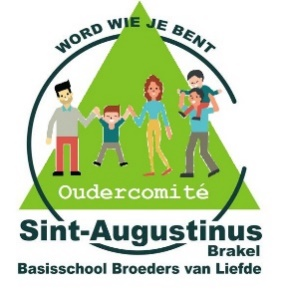 WORD WIE JE BENT
Oudercomité
Sint-Augustinus
Brakel
Basisschool Broeders van Liefde